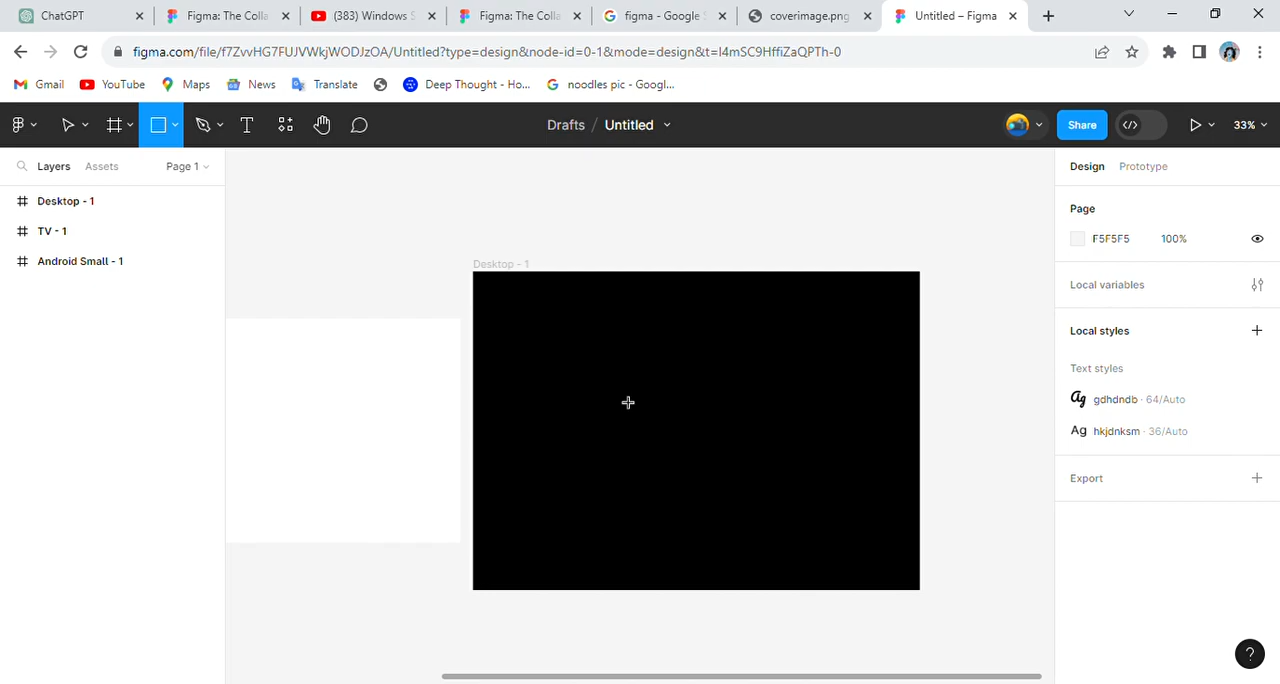 ChatGPT
Figma: The Colla
(383) Windows S
Figma: The Colla
figma - Google S
coverimage.png
Untitled – Figma
figma.com/file/f7ZvvHG7FUJVWkjWODJzOA/Untitled?type=design&node-id=0-1&mode=design&t=I4mSC9HffiZaQPTh-0
Gmail
YouTube
Maps
News
Translate
Deep Thought - Ho...
noodles pic - Googl...
Drafts / Untitled
Share
33%
Layers
Assets
Page 1
Design
Prototype
Desktop - 1
TV - 1
Android Small - 1
Desktop - 1
Page
F5F5F5
100%
Local variables
Local styles
Text styles
Ag gdhdndb · 64/Auto
Ag hkjdnksm · 36/Auto
Export
?